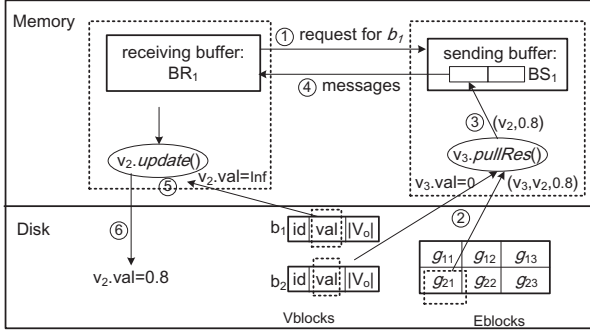 Memory
receiving buffer:
BR₁
① request for b₁
sending buffer:
BS₁
④ messages
③ (v₂,0.8)
v₂.update()
v₃.pullRes()
⑤
v₂.val=Inf
v₃.val=0
(v₃,v₂,0.8)
②
Disk
⑥
v₂.val=0.8
b₁ id val |Vₒ|
b₂ id val |Vₒ|
g₁₁ g₁₂ g₁₃
g₂₁ g₂₂ g₂₃
Vblocks
Eblocks